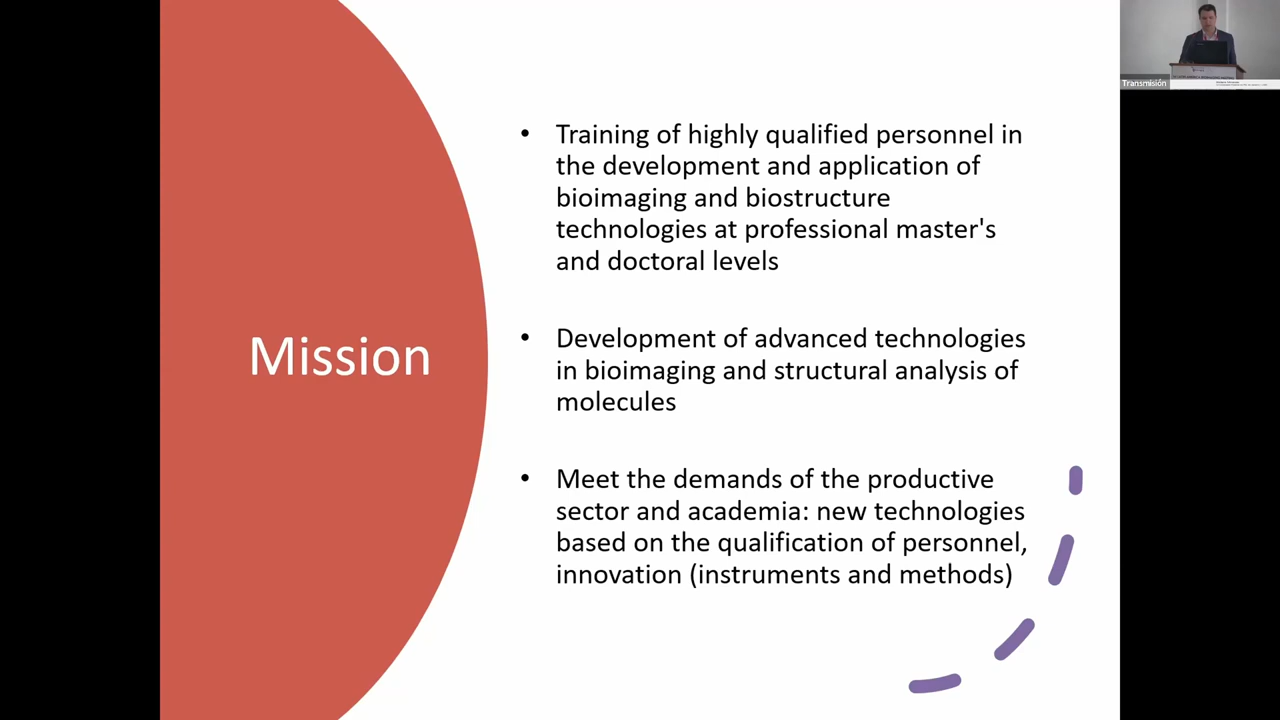 Mission
• Training of highly qualified personnel in
the development and application of
bioimaging and biostructure
technologies at professional master's
and doctoral levels
• Development of advanced technologies
in bioimaging and structural analysis of
molecules
• Meet the demands of the productive
sector and academia: new technologies
based on the qualification of personnel,
innovation (instruments and methods)
Transmisión